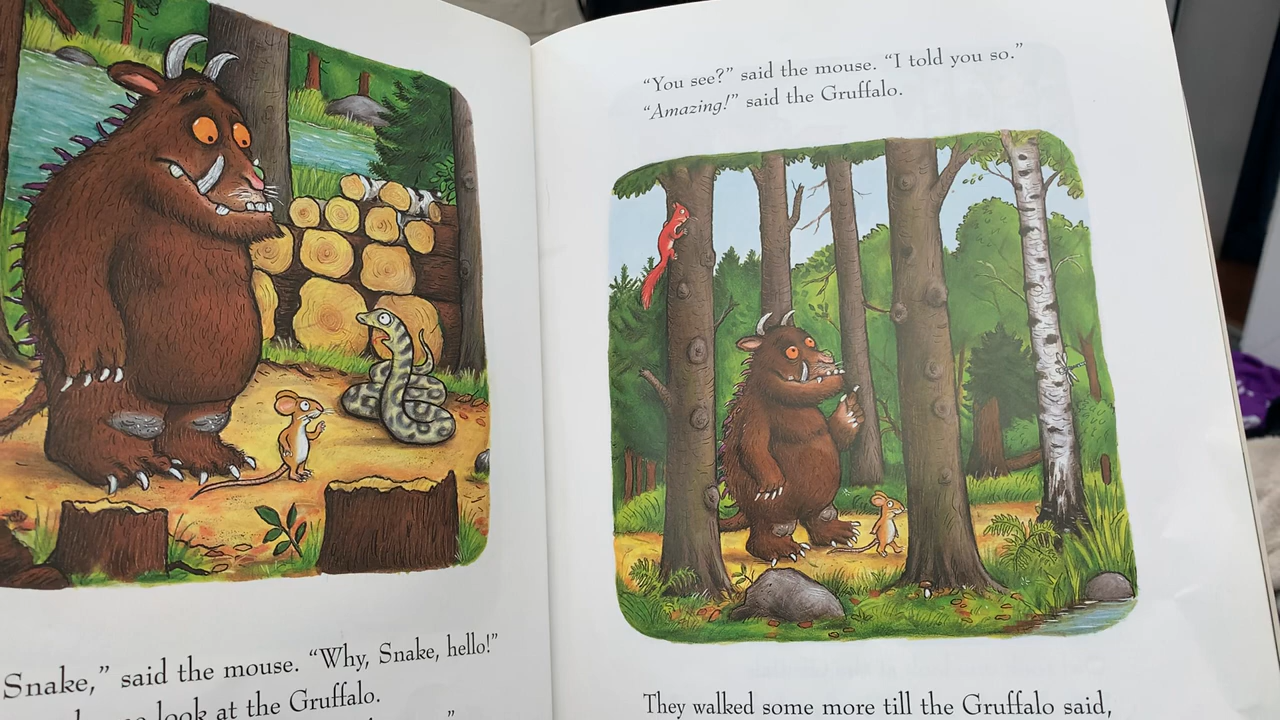 Snake,” said the mouse. “Why, Snake, hello!”
look at the Gruffalo.
“You see?” said the mouse. “I told you so.”
“Amazing!” said the Gruffalo.
They walked some more till the Gruffalo said,